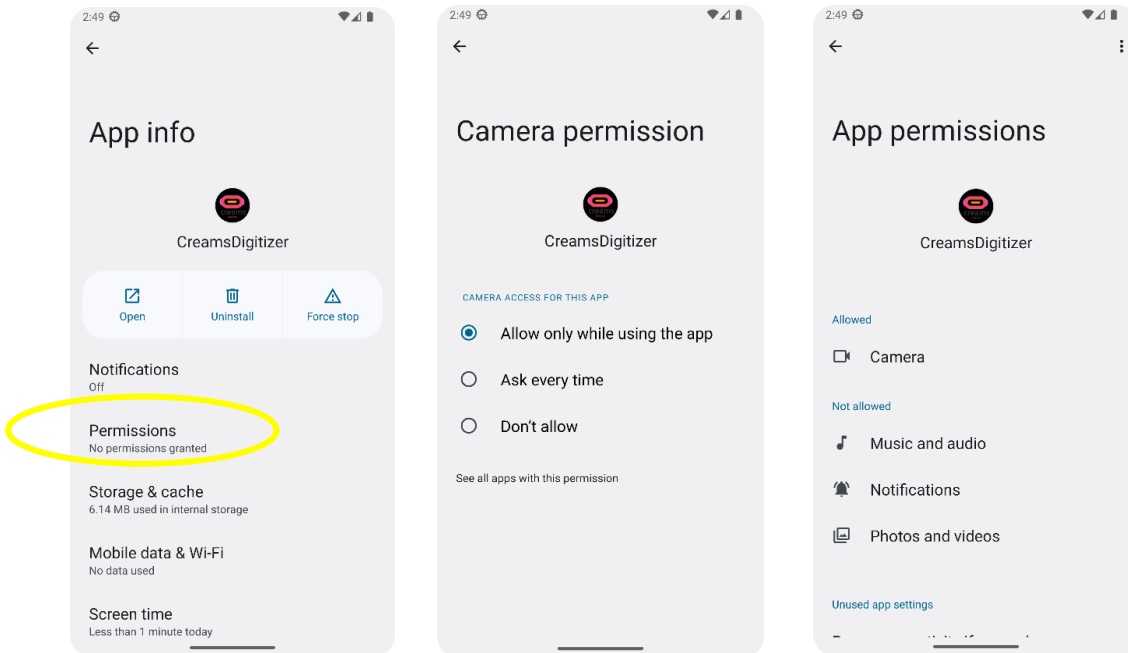 2:49
App info
creams
CreamsDigitizer
Open
Uninstall
Force stop
Notifications
Off
Permissions
No permissions granted
Storage & cache
6.14 MB used in internal storage
Mobile data & Wi-Fi
No data used
Screen time
Less than 1 minute today
2:49
Camera permission
creams
CreamsDigitizer
CAMERA ACCESS FOR THIS APP
Allow only while using the app
Ask every time
Don't allow
See all apps with this permission
2:49
App permissions
creams
CreamsDigitizer
Allowed
Camera
Not allowed
Music and audio
Notifications
Photos and videos
Unused app settings